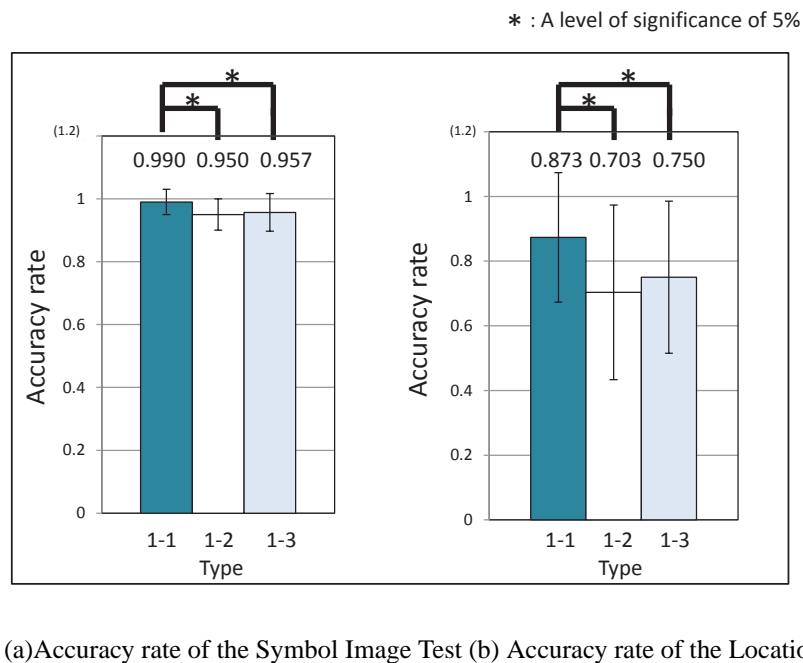 * : A level of significance of 5%
* *
* *
(1.2)
0.990 0.950 0.957
1
0.8
0.6
0.4
0.2
0
Accuracy rate
1-1 1-2 1-3
Type
(1.2)
0.873 0.703 0.750
1
0.8
0.6
0.4
0.2
0
Accuracy rate
1-1 1-2 1-3
Type
(a)Accuracy rate of the Symbol Image Test (b) Accuracy rate of the Locatio